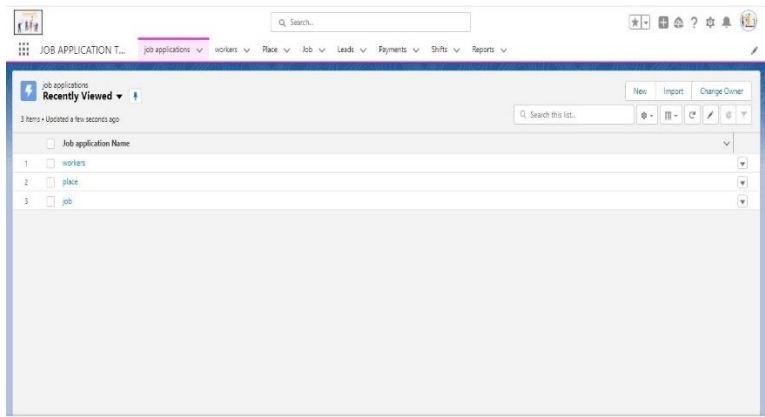 Search...
JOB APPLICATION T... job applications workers Place Job Leads Payments Shifts Reports
job applications
Recently Viewed
New Import Change Owner
3 items • Updated a few seconds ago
Search this list...
Job application Name
1 workers
2 place
3 job